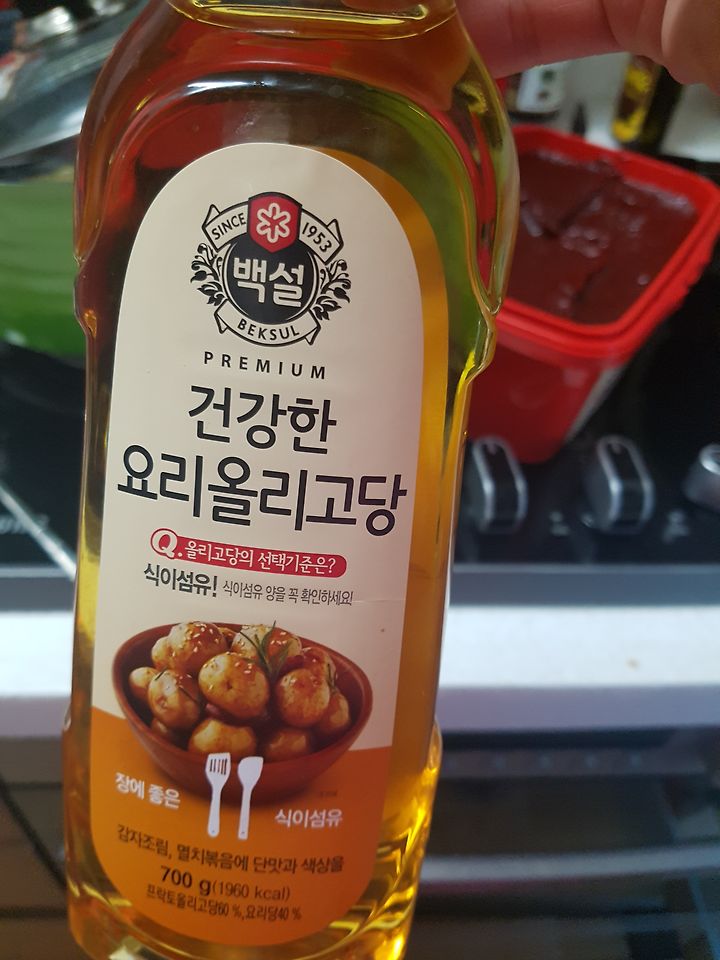 SINCE 1953
백설
BEKSUL
PREMIUM
건강한
요리올리고당
Q. 올리고당의 선택기준은?
식이섬유! 식이섬유 양을 꼭 확인하세요!
장에 좋은
식이섬유
감자조림, 멸치볶음에 단맛과 색상을
700 g(1960 kcal)
프락토올리고당60 %,요리당40 %